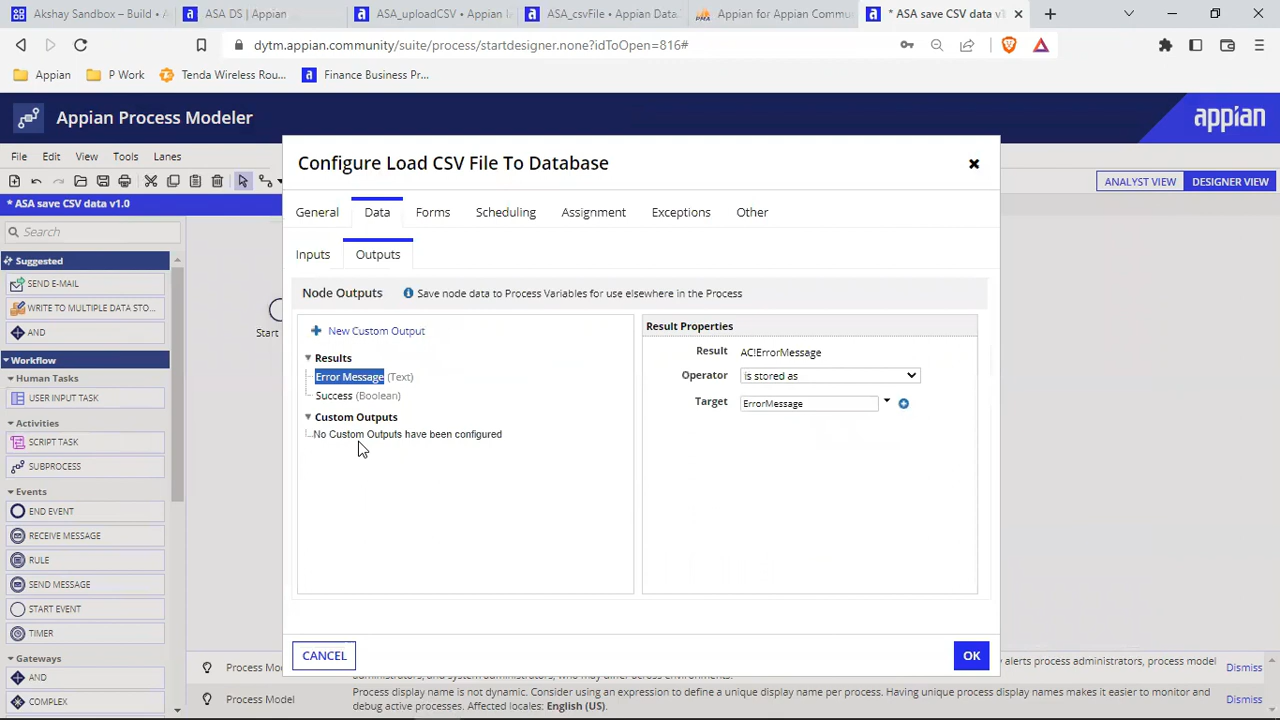 Akshay Sandbox – Build • A
ASA DS | Appian
ASA_uploadCSV • Appian I
ASA_csvFile • Appian Data
Appian for Appian Commu
* ASA save CSV data v1
dytm.appian.community/suite/process/startdesigner.none?idToOpen=816#
Appian
P Work
Tenda Wireless Rou...
Finance Business Pr...
Appian Process Modeler
appian
File Edit View Tools Lanes
ANALYST VIEW
DESIGNER VIEW
* ASA save CSV data v1.0
Search
Suggested
SEND E-MAIL
WRITE TO MULTIPLE DATA STO...
AND
Workflow
Human Tasks
USER INPUT TASK
Activities
SCRIPT TASK
SUBPROCESS
Events
END EVENT
RECEIVE MESSAGE
RULE
SEND MESSAGE
START EVENT
TIMER
Gateways
AND
COMPLEX
Start
Configure Load CSV File To Database
General Data Forms Scheduling Assignment Exceptions Other
Inputs Outputs
Node Outputs
Save node data to Process Variables for use elsewhere in the Process
New Custom Output
Results
Error Message (Text)
Success (Boolean)
Custom Outputs
No Custom Outputs have been configured
Result Properties
Result AC!ErrorMessage
Operator is stored as
Target ErrorMessage
CANCEL
OK
Process Mo
alerts process administrators, process model
Dismiss
Process Model
Process display name is not dynamic. Consider using an expression to define a unique display name per process. Having unique process display names makes it easier to monitor and
debug active processes. Affected locales: English (US).
Dismiss